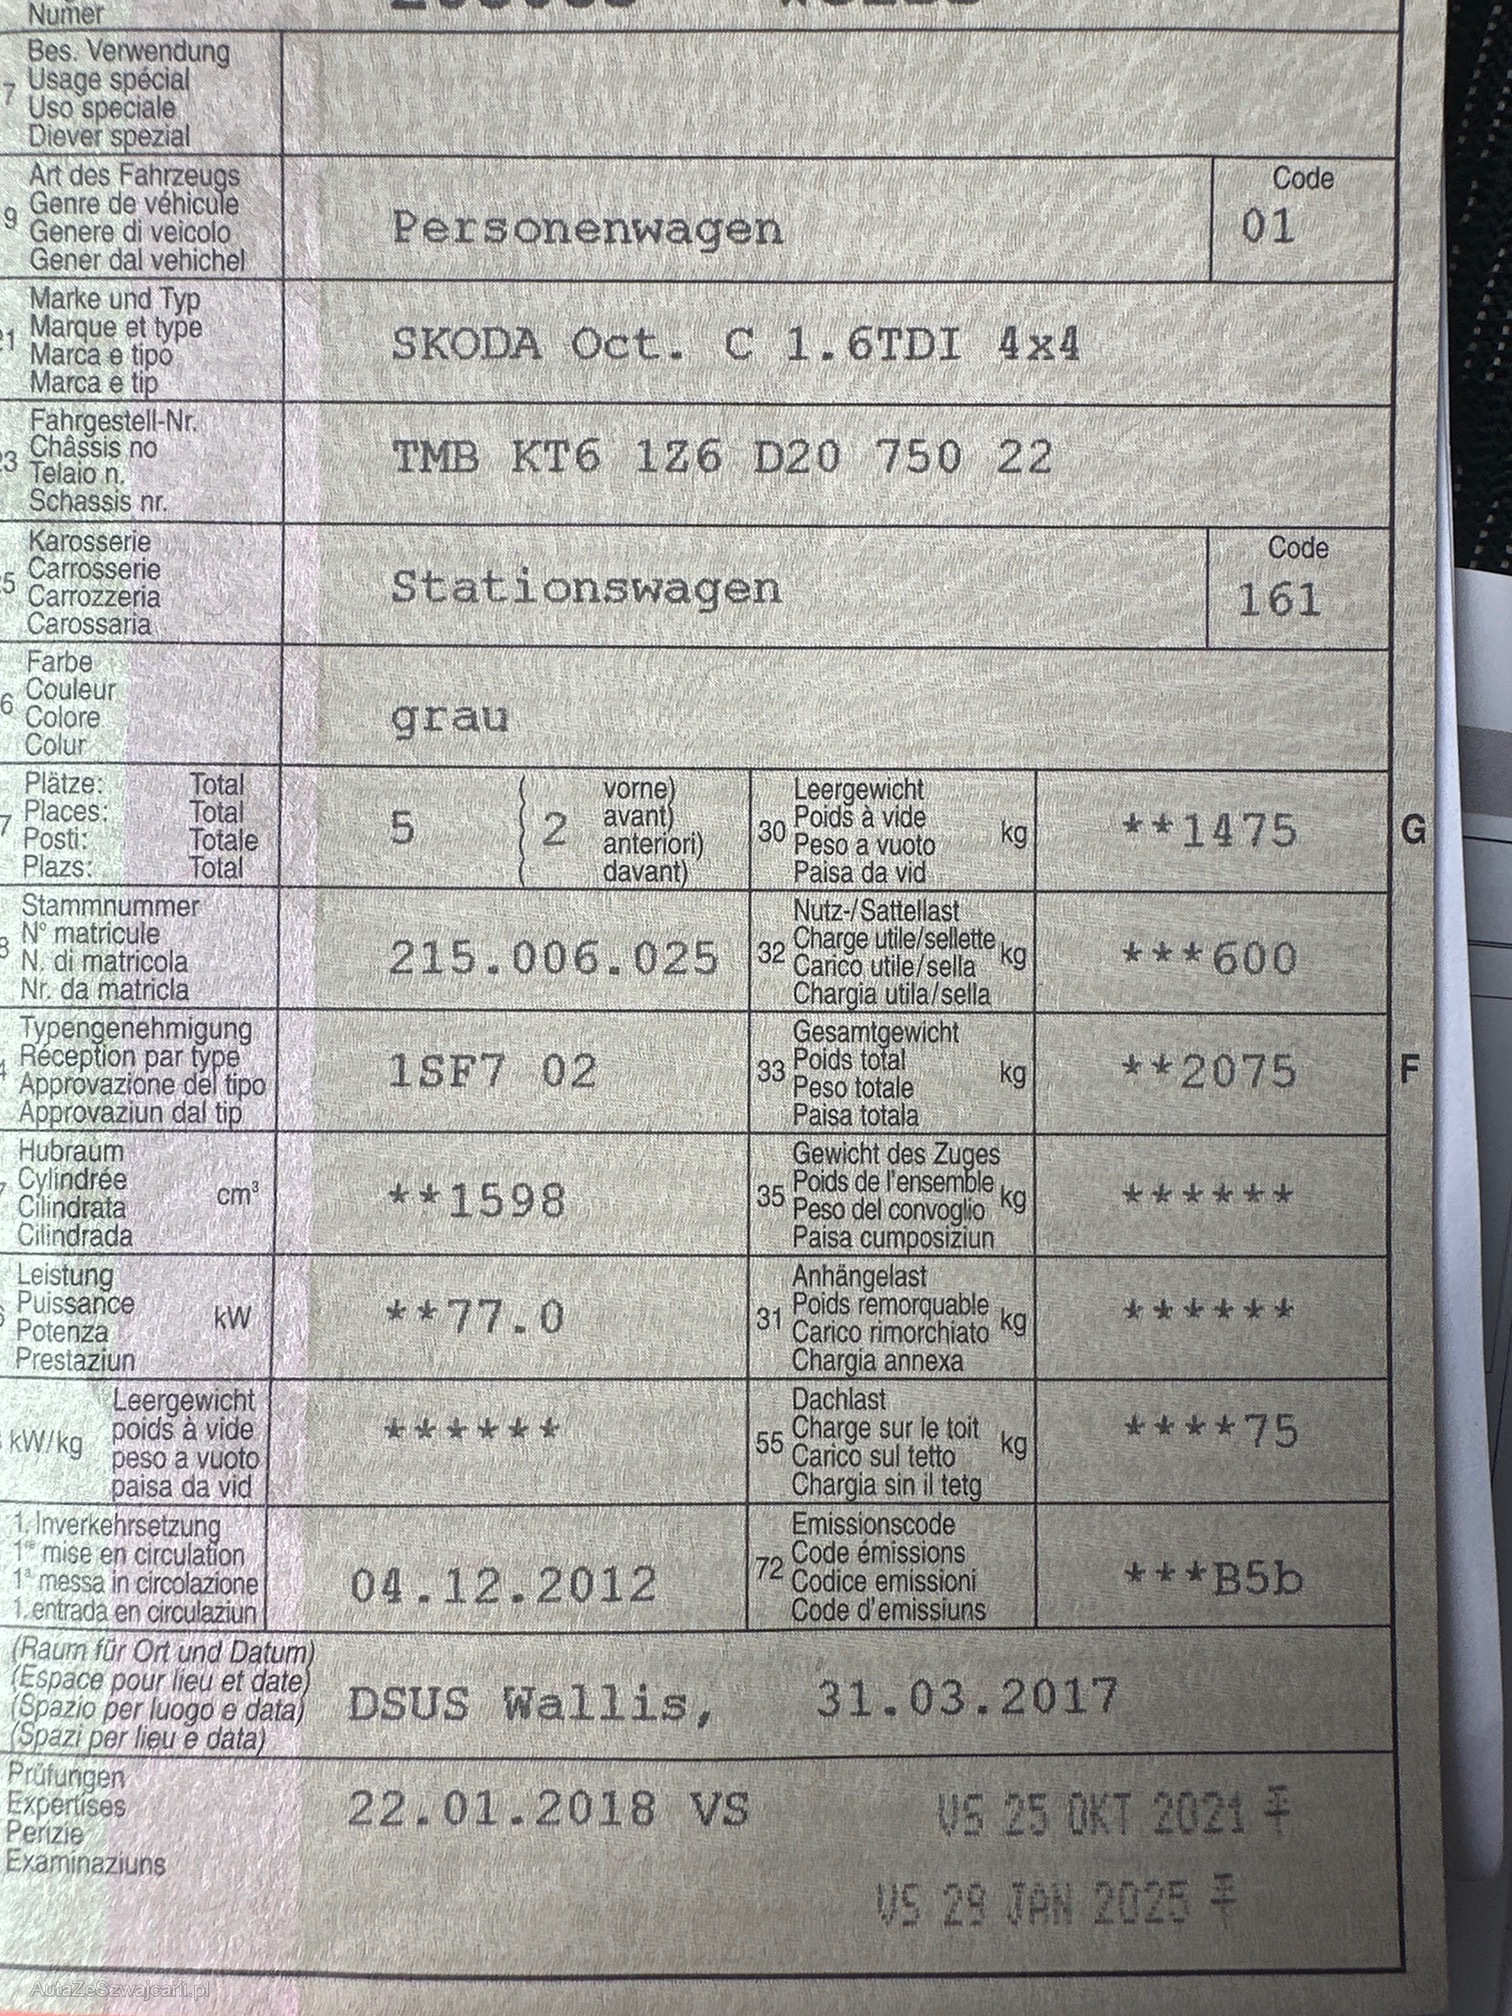 Numer
7
Bes. Verwendung
Usage spécial
Uso speciale
Diever spezial
9
Art des Fahrzeugs
Genre de véhicule
Genere di veicolo
Gener dal vehichel
Personenwagen
Code
01
21
Marke und Typ
Marque et type
Marca e tipo
Marca e tip
SKODA Oct. C 1.6TDI 4x4
23
Fahrgestell-Nr.
Châssis no
Telaio n.
Schassis nr.
TMB KT6 1Z6 D20 750 22
5
Karosserie
Carrosserie
Carrozzeria
Carossaria
Stationswagen
Code
161
6
Farbe
Couleur
Colore
Colur
grau
7
Plätze: Total
Places: Total
Posti: Totale
Plazs: Total
5 ( 2
vorne)
avant)
anteriori)
davant)
30
Leergewicht
Poids à vide
Peso a vuoto
Paisa da vid
kg
**1475
G
8
Stammnummer
N° matricule
N. di matricola
Nr. da matricla
215.006.025
32
Nutz-/Sattellast
Charge utile/sellette
Carico utile/sella
Chargia utila/sella
kg
***600
4
Typengenehmigung
Réception par type
Approvazione del tipo
Approvaziun dal tip
1SF7 02
33
Gesamtgewicht
Poids total
Peso totale
Paisa totala
kg
**2075
F
7
Hubraum
Cylindrée
Cilindrata
Cilindrada
cm³
**1598
35
Gewicht des Zuges
Poids de l'ensemble
Peso del convoglio
Paisa cumposiziun
kg
******
6
Leistung
Puissance
Potenza
Prestaziun
kW
**77.0
31
Anhängelast
Poids remorquable
Carico rimorchiato
Chargia annexa
kg
******
kW/kg
Leergewicht
poids à vide
peso a vuoto
paisa da vid
******
55
Dachlast
Charge sur le toit
Carico sul tetto
Chargia sin il tetg
kg
****75
1. Inverkehrsetzung
1re mise en circulation
1a messa in circolazione
1. entrada en circulaziun
04.12.2012
72
Emissionscode
Code émissions
Codice emissioni
Code d'emissiuns
***B5b
(Raum für Ort und Datum)
(Espace pour lieu et date)
(Spazio per luogo e data)
(Spazi per lieu e data)
DSUS Wallis, 31.03.2017
Prüfungen
Expertises
Perizie
Examinaziuns
22.01.2018 VS
VS 25 OKT 2021
VS 29 JAN 2025
AutaZeSzwajcarii.pl